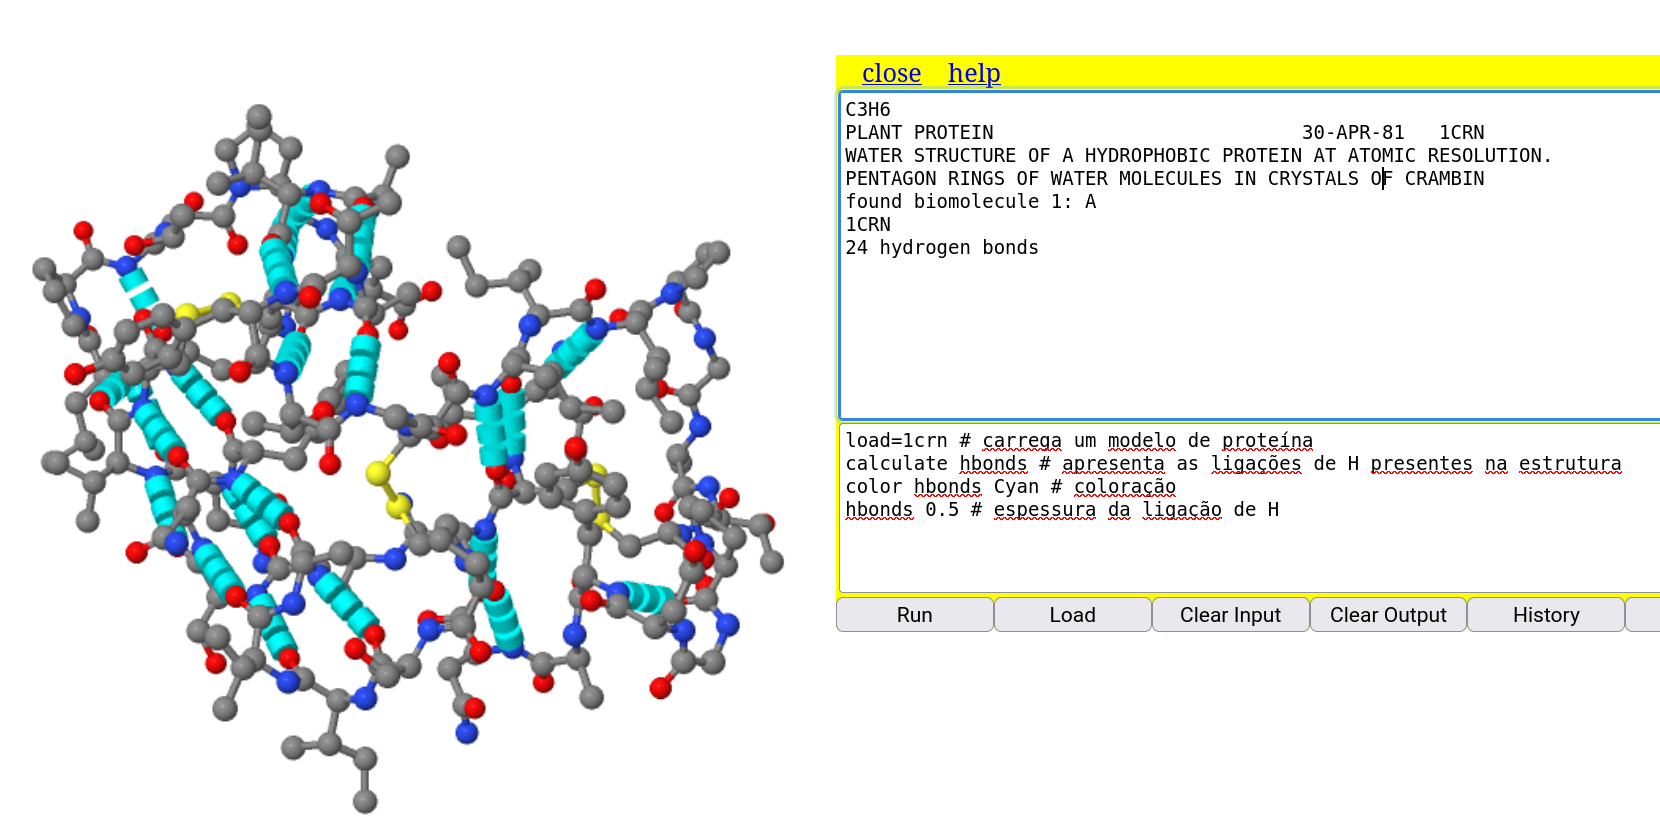 close help
C3H6
PLANT PROTEIN 30-APR-81 1CRN
WATER STRUCTURE OF A HYDROPHOBIC PROTEIN AT ATOMIC RESOLUTION.
PENTAGON RINGS OF WATER MOLECULES IN CRYSTALS OF CRAMBIN
found biomolecule 1: A
1CRN
24 hydrogen bonds
load=1crn # carrega um modelo de proteína
calculate hbonds # apresenta as ligações de H presentes na estrutura
color hbonds Cyan # coloração
hbonds 0.5 # espessura da ligação de H
Run Load Clear Input Clear Output History